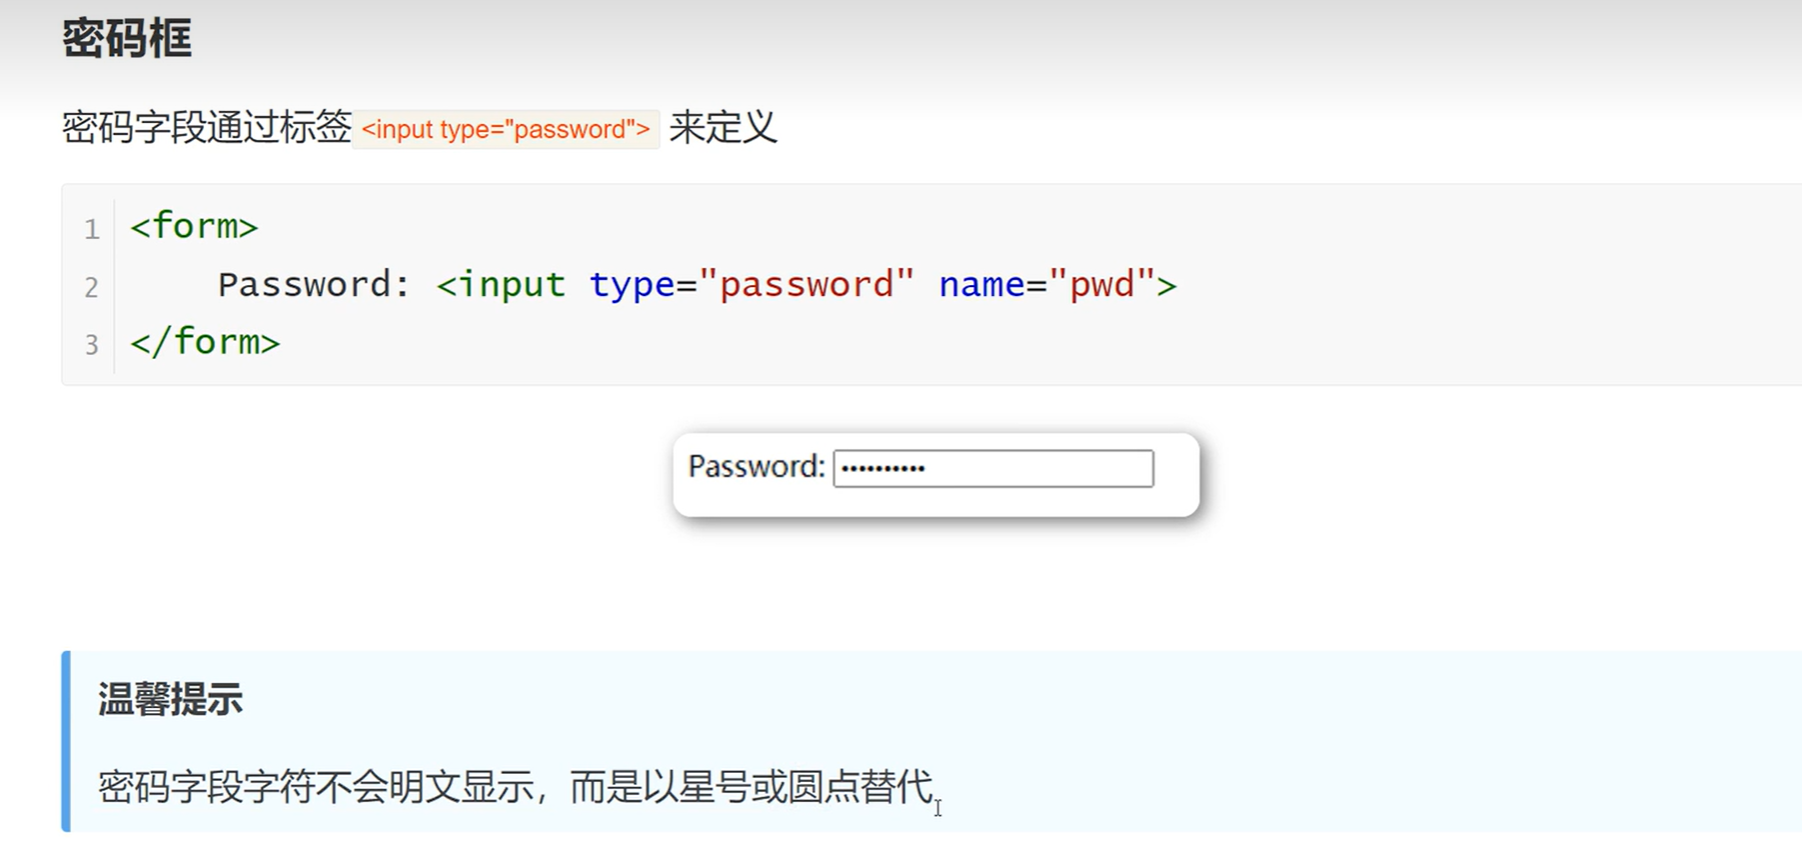 密码框
密码字段通过标签<input type="password"> 来定义
1 <form>
2     Password: <input type="password" name="pwd">
3 </form>
Password: ••••••••••
温馨提示
密码字段字符不会明文显示，而是以星号或圆点替代。